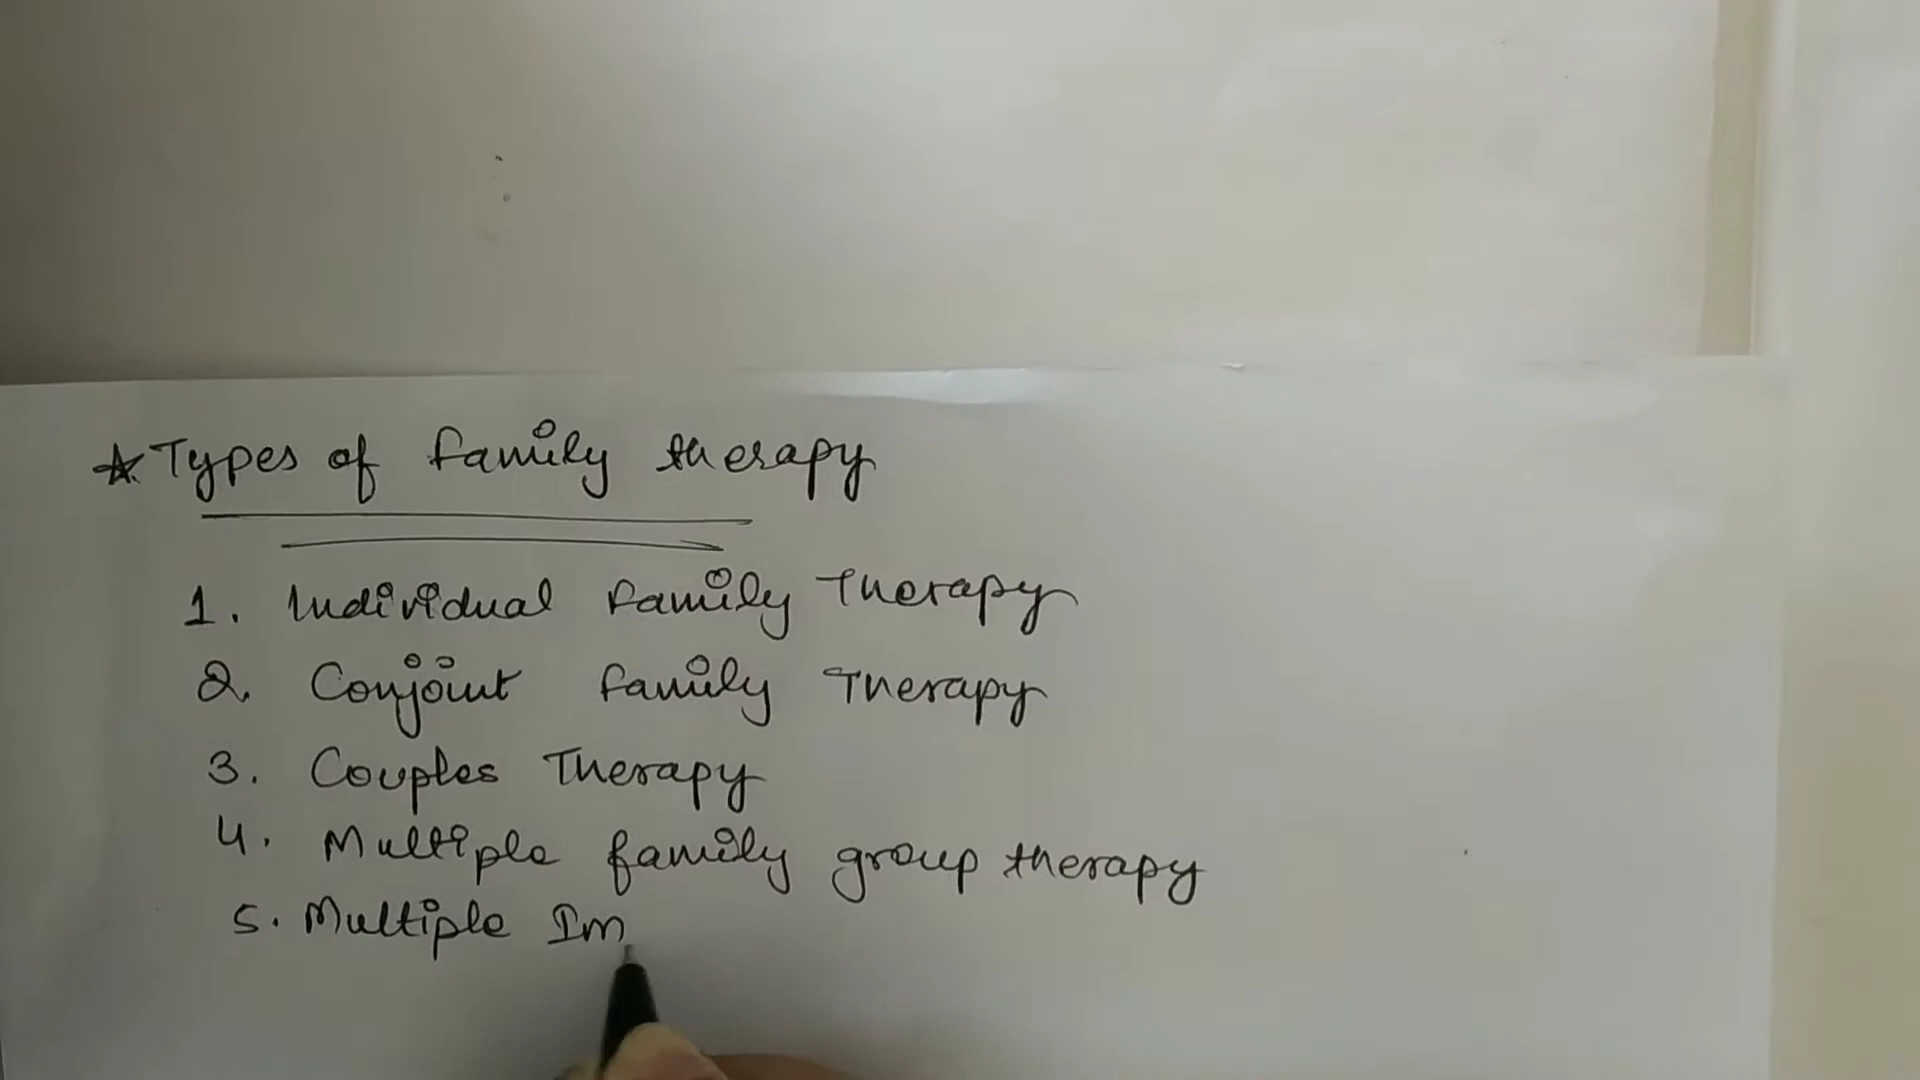 ☆ Types of family therapy
1. Individual family Therapy
2. Conjoint family Therapy
3. Couples Therapy
4. Multiple family group therapy
5. Multiple Im